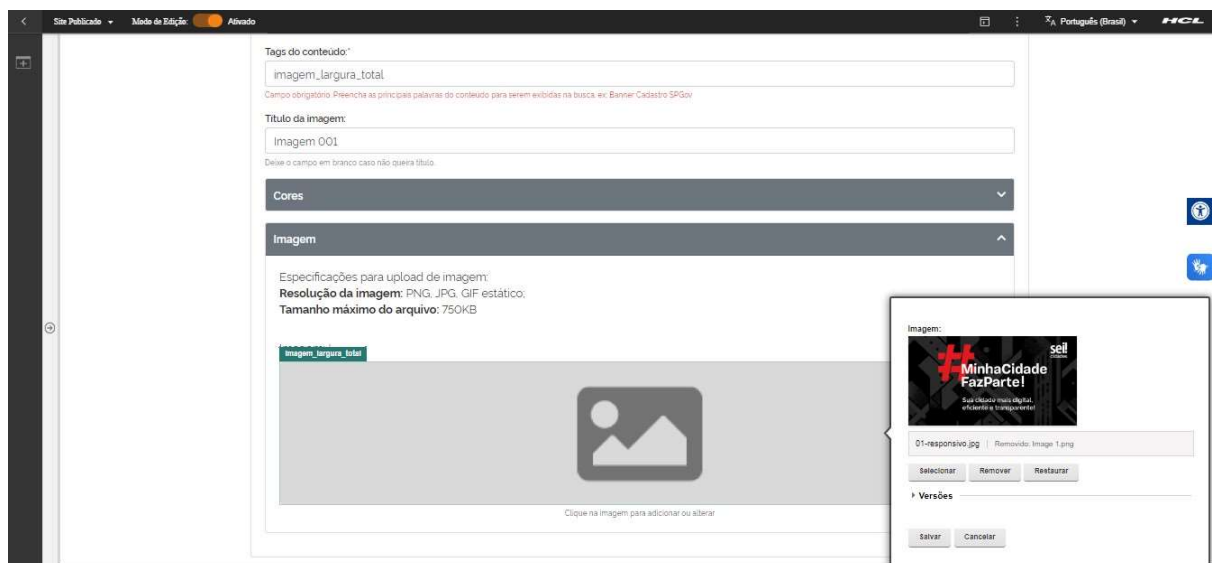 Site Publicado
Modo de Edição:
Ativado
Português (Brasil)
HCL
Tags do conteúdo:*
imagem_largura_total
Campo obrigatório. Preencha as principais palavras do conteúdo para serem exibidas na busca, ex: Banner Cadastro SPGov
Título da imagem:
Imagem 001
Deixe o campo em branco caso não queira título.
Cores
Imagem
Especificações para upload de imagem:
Resolução da imagem: PNG, JPG, GIF estático;
Tamanho máximo do arquivo: 750KB
imagem_largura_total
Clique na imagem para adicionar ou alterar
Imagem:
sei!
cidades
#MinhaCidade
FazParte!
Sua cidade mais digital,
eficiente e transparente!
01-responsivo.jpg | Removido: Image 1.png
Selecionar
Remover
Restaurar
Versões
Salvar
Cancelar